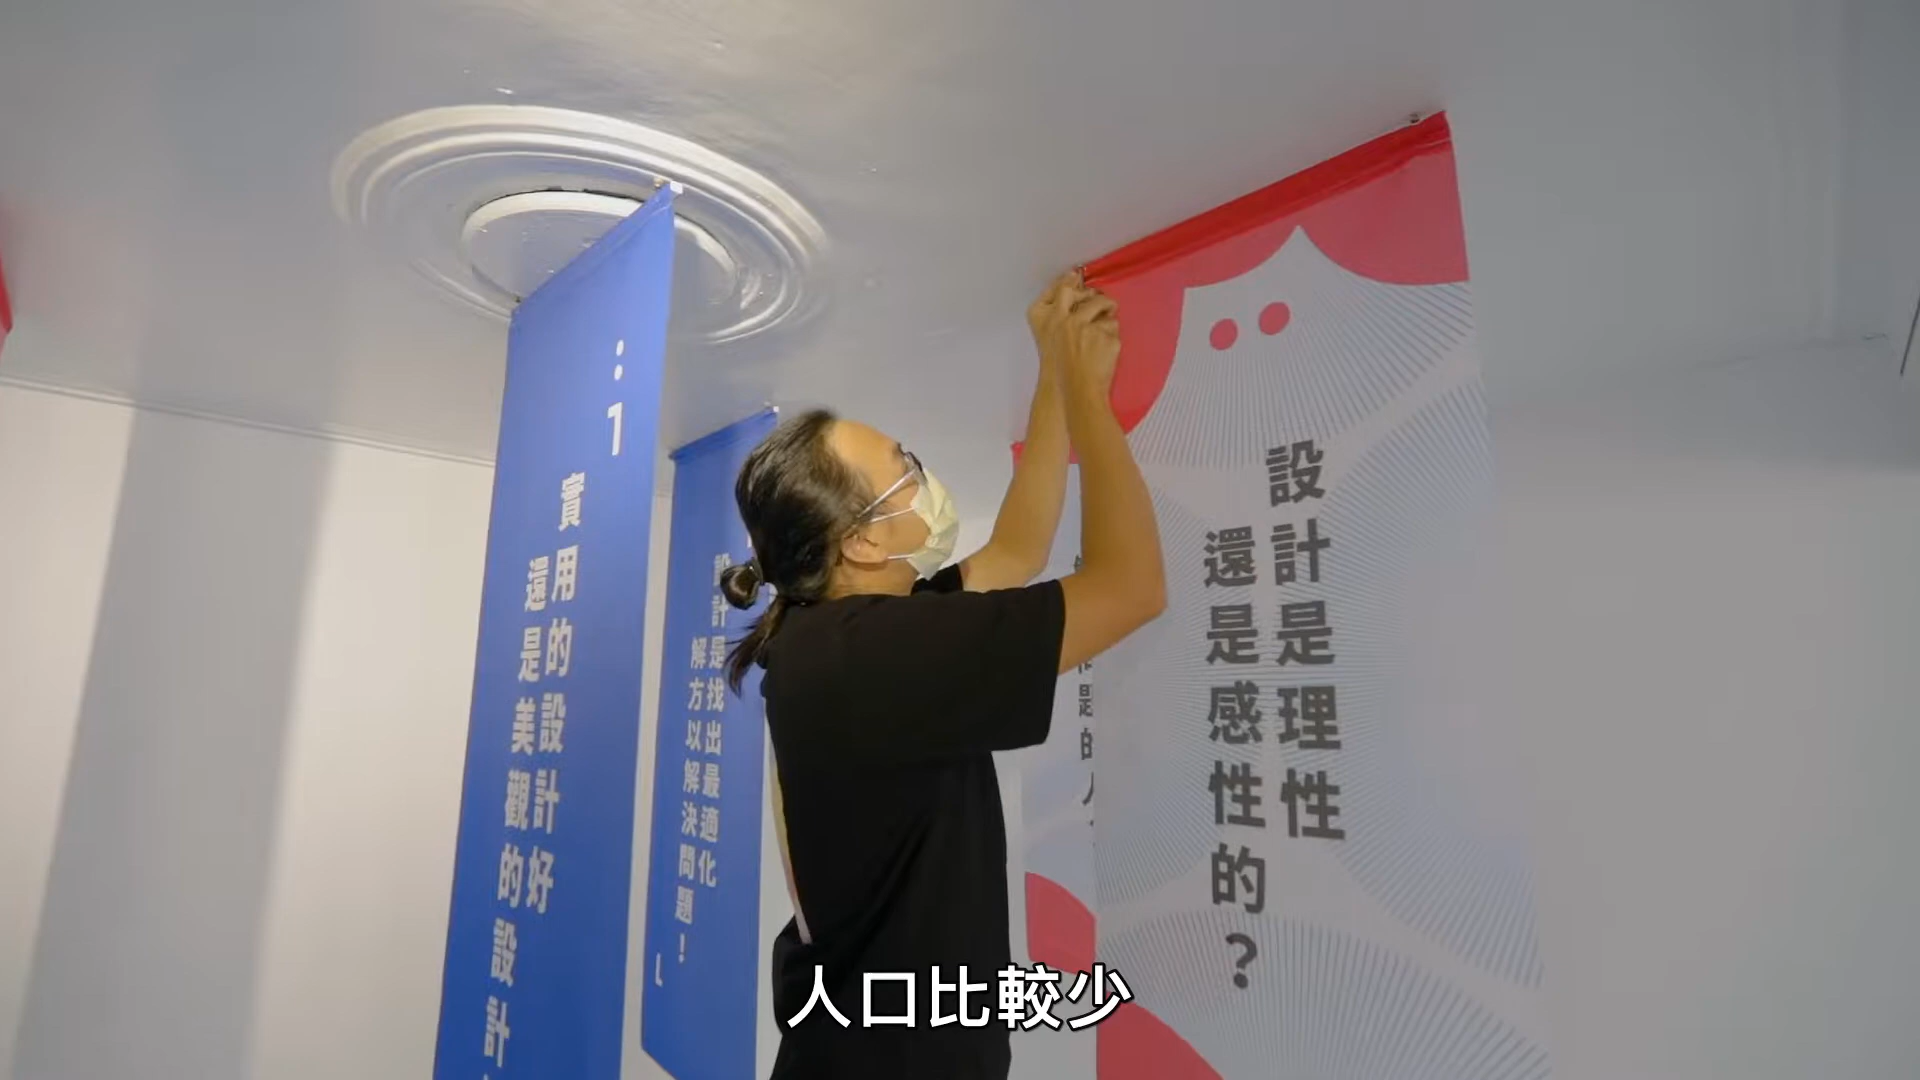 設計是理性
還是感性的？
設計是找出最適化
解方以解決問題！
實用的設計好
還是美觀的設計
人口比較少